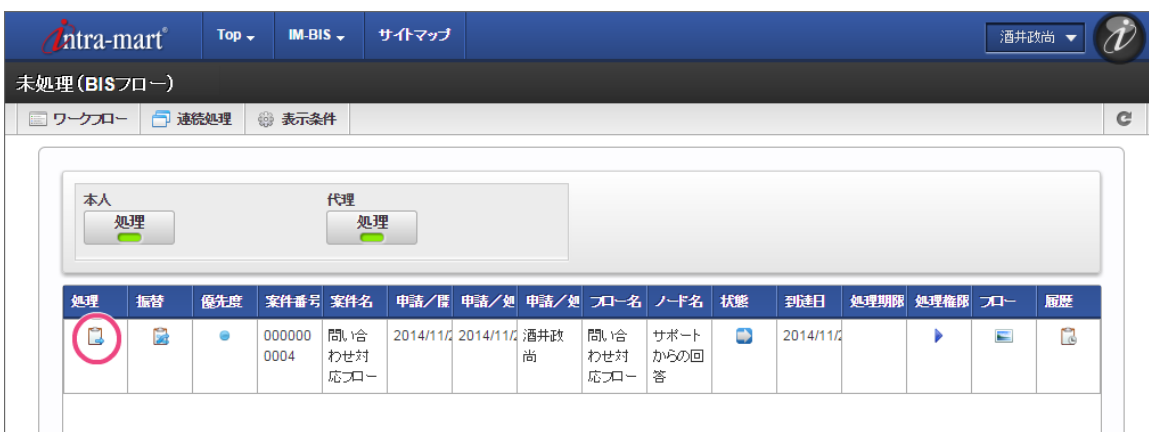 intra-mart®
Top IM-BIS サイトマップ
酒井政尚
未処理(BISフロー)
ワークフロー 連続処理 表示条件
本人 代理
処理 処理
処理 振替 優先度 案件番号 案件名 申請/開 申請/処 申請/処 フロー名 ノード名 状態 到達日 処理期限 処理権限 フロー 履歴
000000 問い合 2014/11/2 2014/11/2 酒井政 問い合 サポート 2014/11/2
0004 わせ対 尚 わせ対 からの回
応フロー 応フロー 答